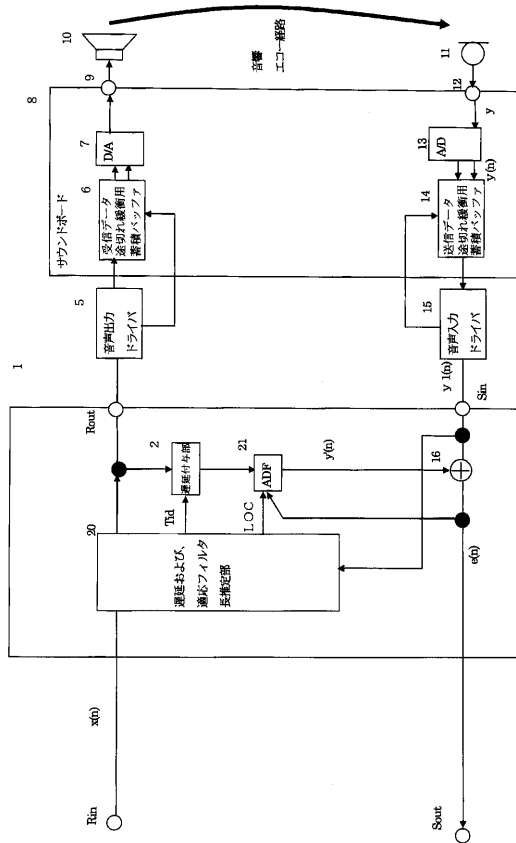 10
9
8
サウンドボード
7
D/A
6
受信データ
途切れ緩衝用
蓄積バッファ
5
音声出力
ドライバ
1
Rout
20
2
遅延付与部
Tid
21
ADF
LOC
y'(n)
遅延および、
適応フィルタ
長推定部
x(n)
Rin
音響
エコー経路
11
12
y
13
A/D
y(n)
14
送信データ
途切れ緩衝用
蓄積バッファ
15
音声入力
ドライバ
y1(n)
Sin
16
e(n)
Sout